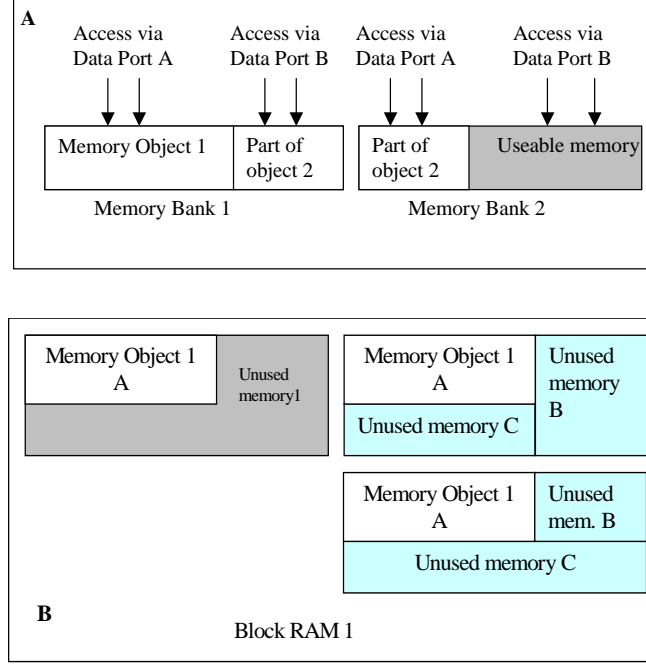 A
Access via
Data Port A
Access via
Data Port B
Access via
Data Port A
Access via
Data Port B
Memory Object 1
Part of
object 2
Part of
object 2
Useable memory
Memory Bank 1
Memory Bank 2
Memory Object 1
A
Unused
memory1
Memory Object 1
A
Unused
memory
B
Unused memory C
Memory Object 1
A
Unused
mem. B
Unused memory C
B
Block RAM 1